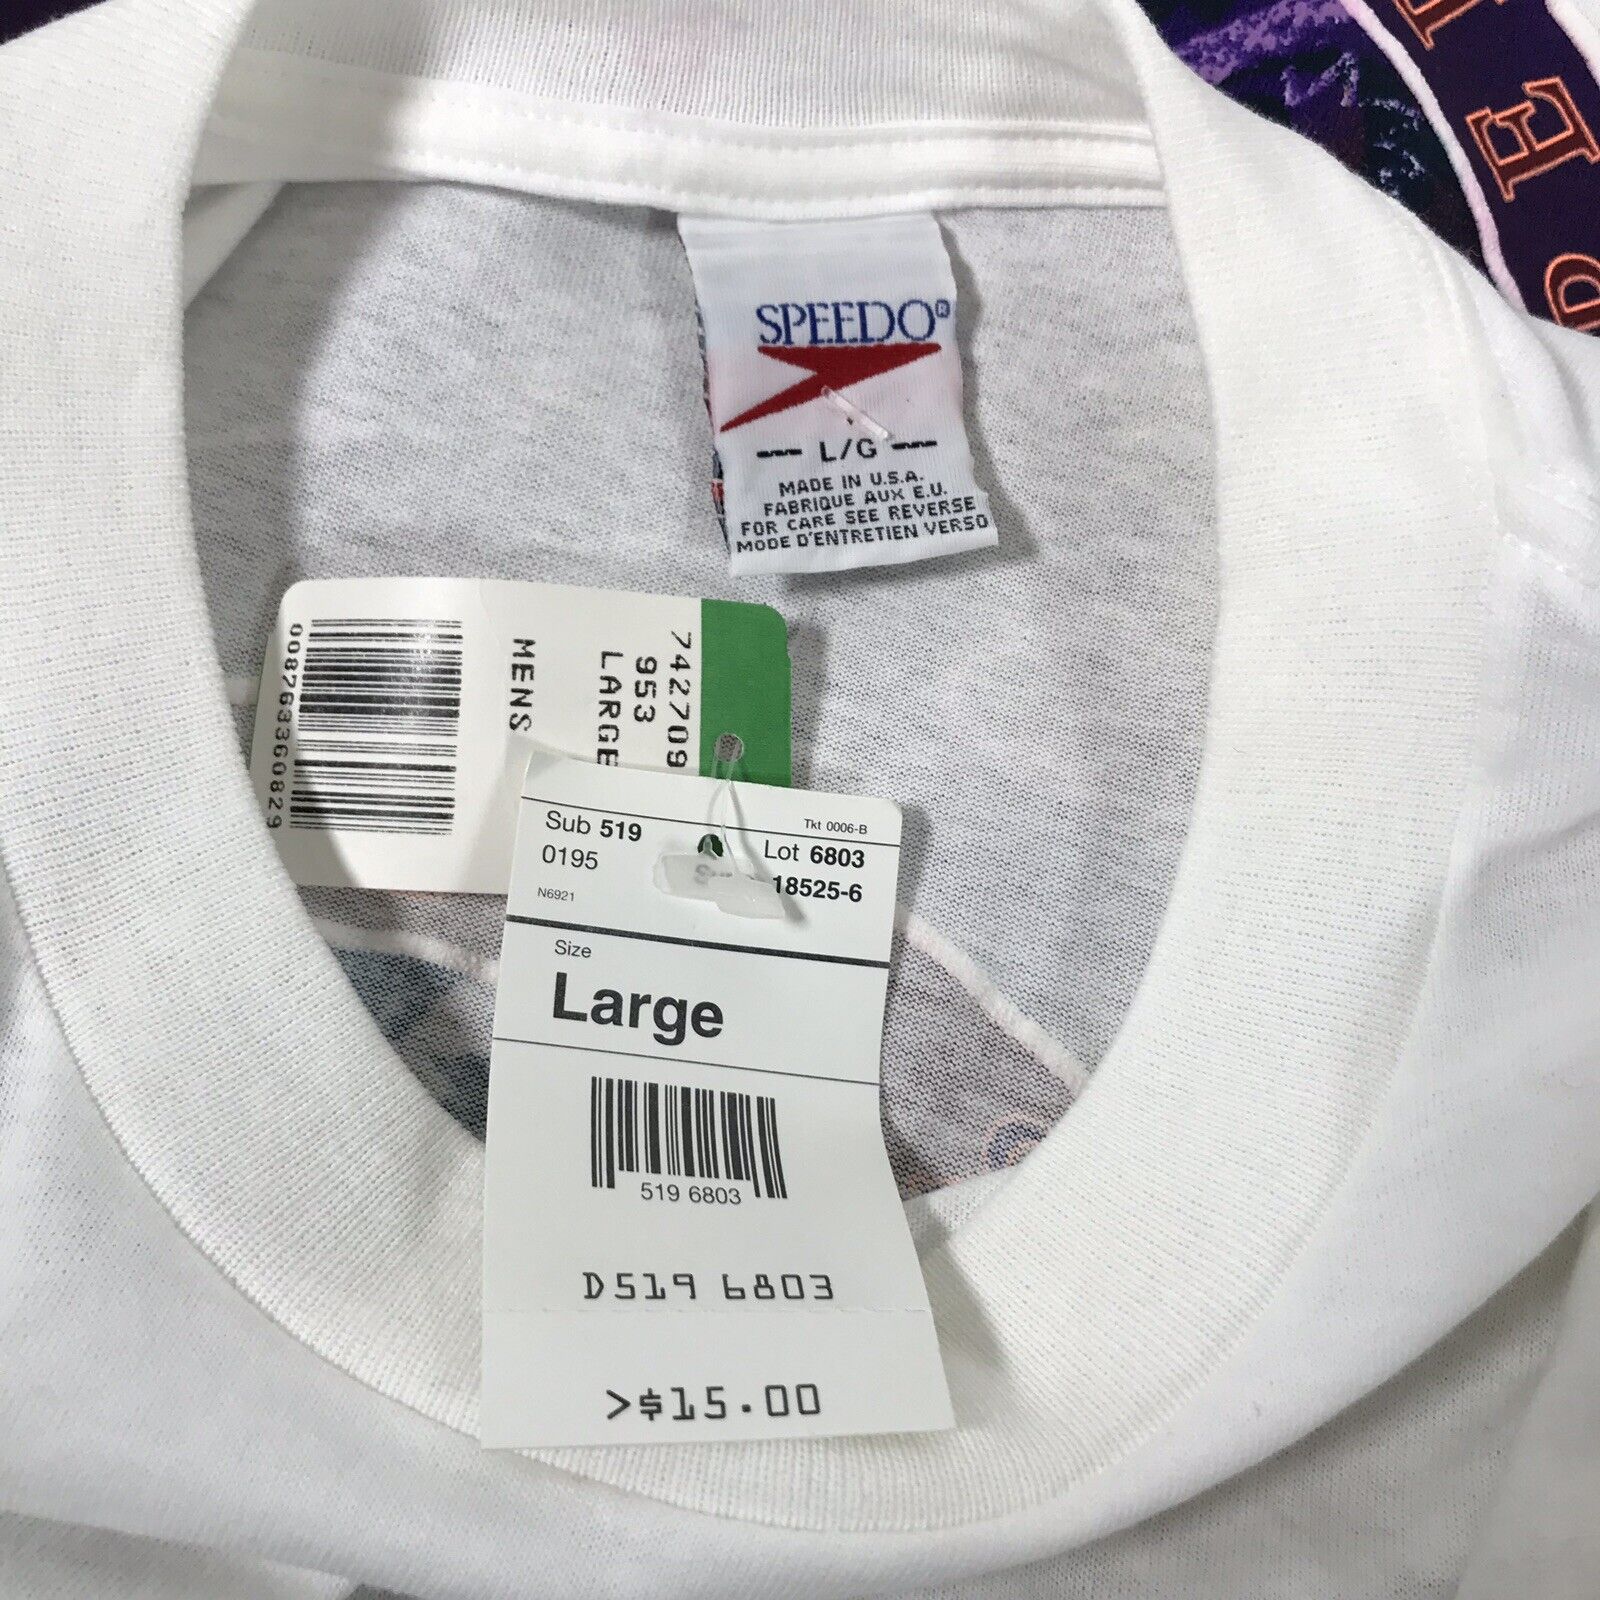 SPEEDO®
L/G
MADE IN U.S.A.
FABRIQUE AUX E.U.
FOR CARE SEE REVERSE
MODE D'ENTRETIEN VERSO
742709
953
LARGE
MENS
008763360829
Tkt 0006-B
Sub 519
Lot 6803
0195
18525-6
N6921
Size
Large
519 6803
D519 6803
>$15.00
E